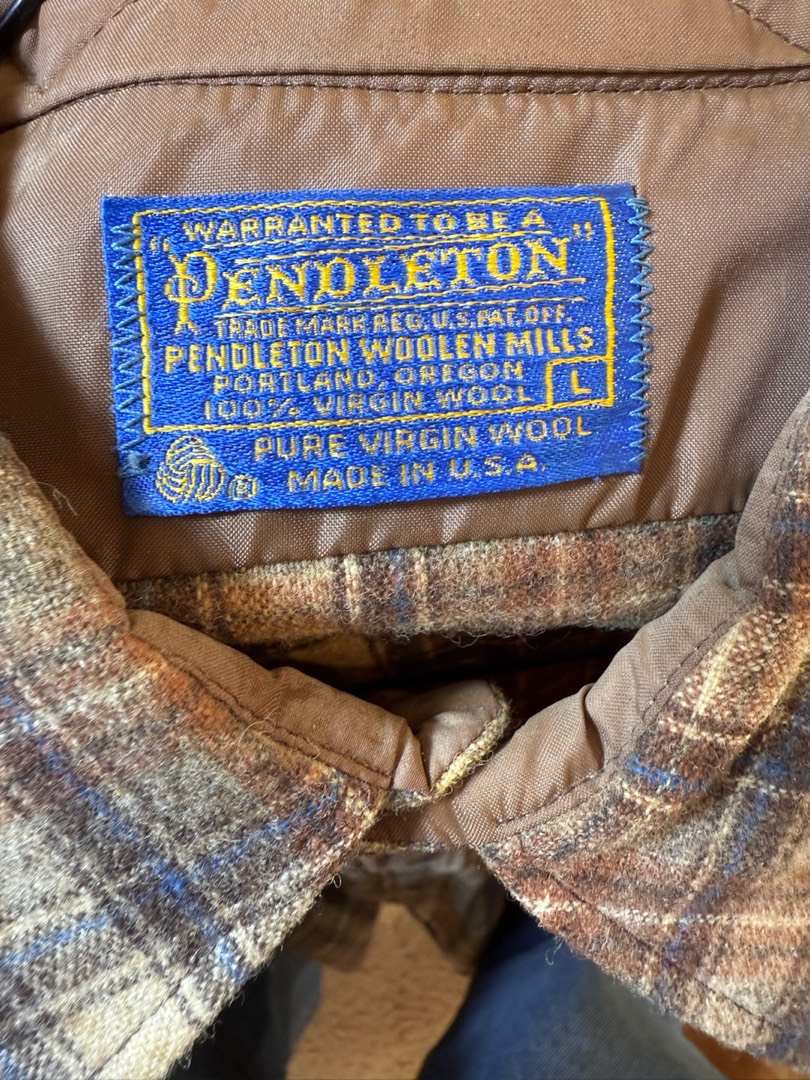 WARRANTED TO BE A
"PENDLETON"
TRADE MARK REG. U.S. PAT. OFF.
PENDLETON WOOLEN MILLS
PORTLAND, OREGON
100% VIRGIN WOOL L
PURE VIRGIN WOOL
® MADE IN U.S.A.